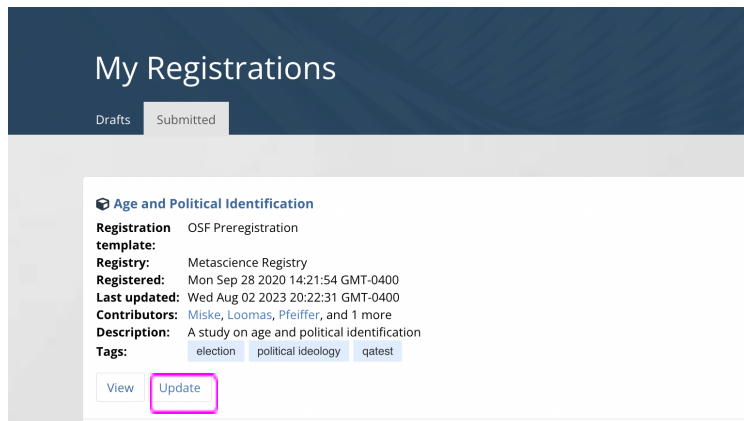 My Registrations
Drafts Submitted
Age and Political Identification
Registration template: OSF Preregistration
Registry: Metascience Registry
Registered: Mon Sep 28 2020 14:21:54 GMT-0400
Last updated: Wed Aug 02 2023 20:22:31 GMT-0400
Contributors: Miske, Loomas, Pfeiffer, and 1 more
Description: A study on age and political identification
Tags: election political ideology qatest
View Update